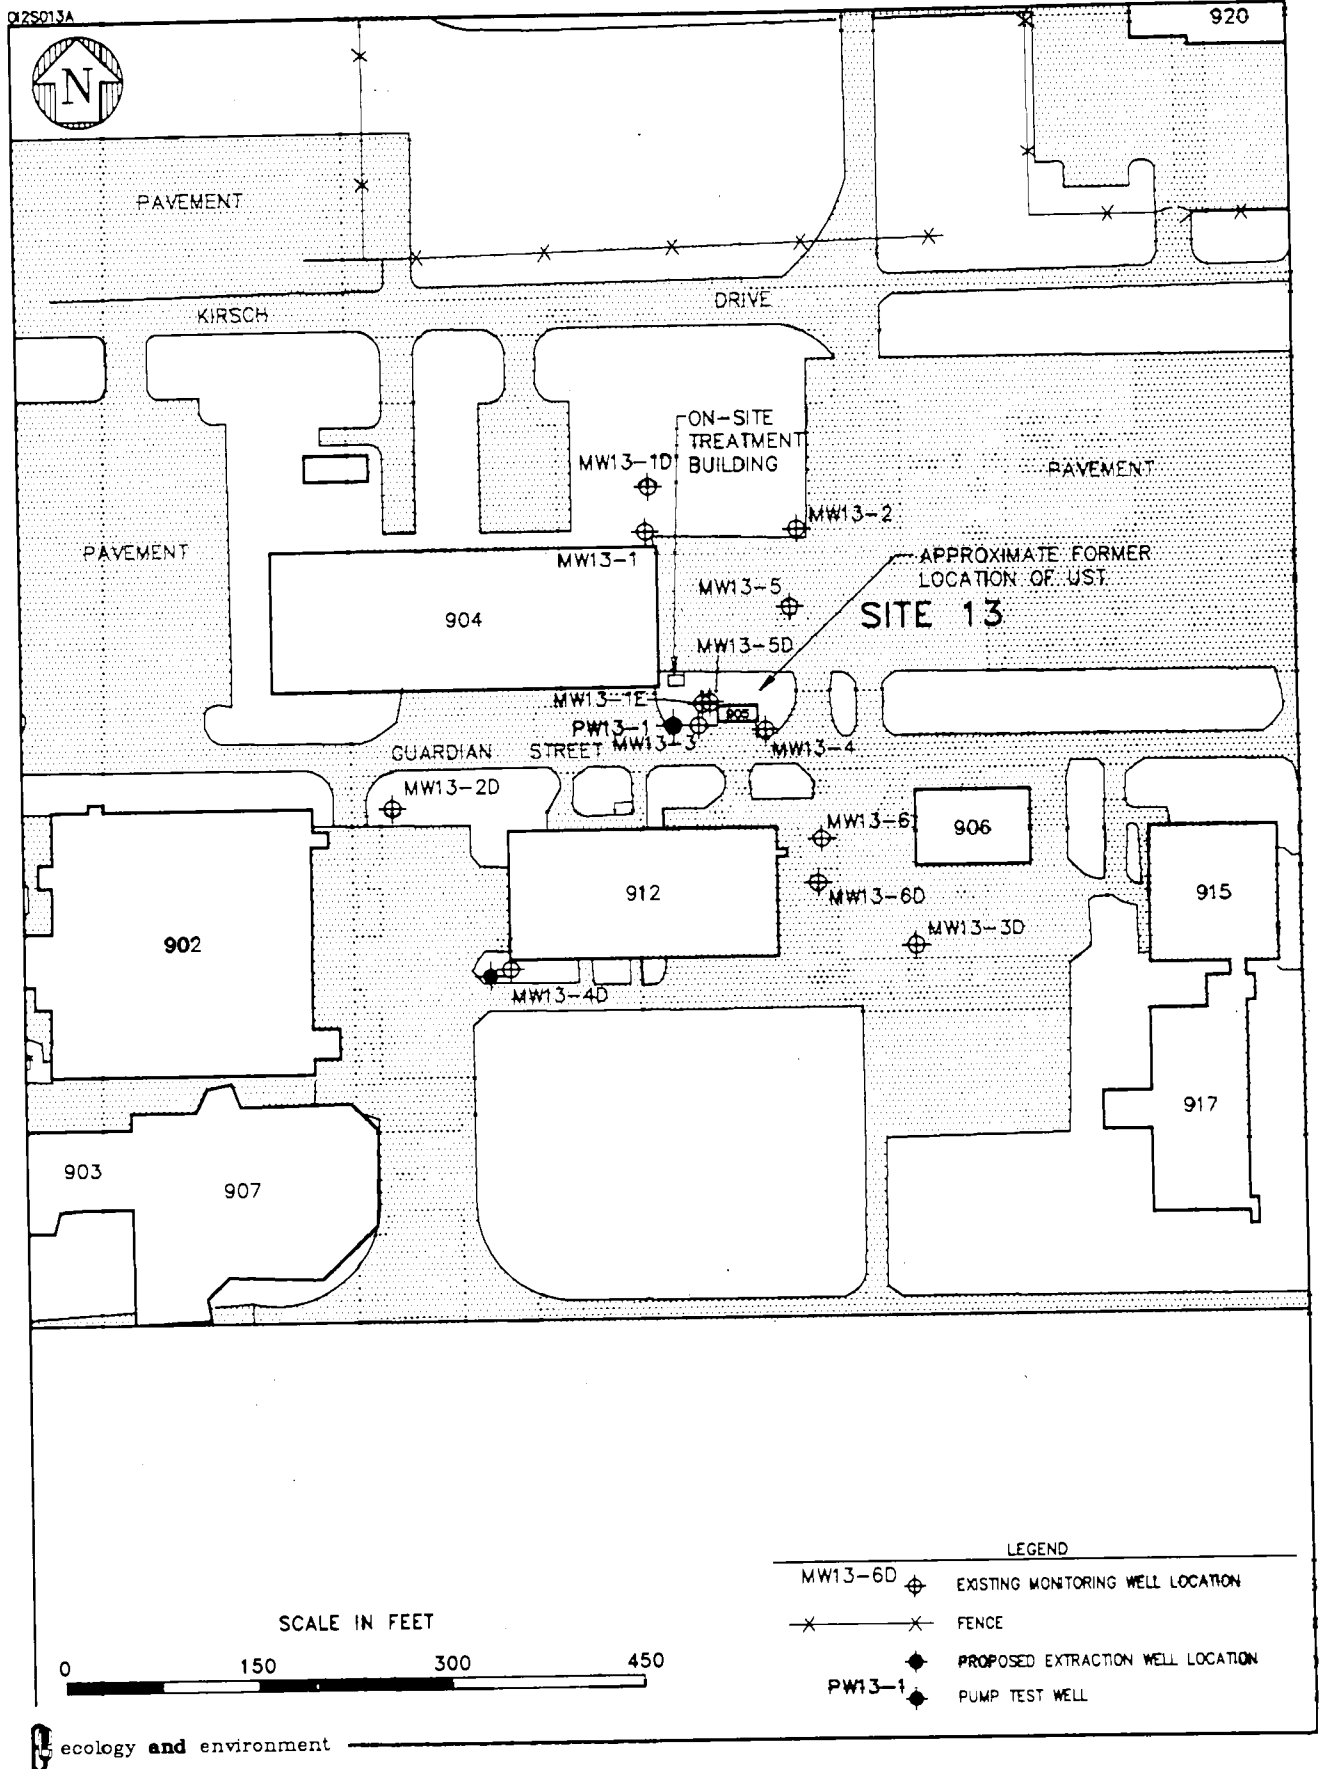 012S013A
920
N
PAVEMENT
KIRSCH
DRIVE
ON-SITE
TREATMENT
BUILDING
MW13-1D
PAVEMENT
MW13-2
PAVEMENT
MW13-1
APPROXIMATE FORMER
LOCATION OF UST
MW13-5
SITE 13
904
MW13-5D
MW13-1E
905
PW13-1
MW13-3
MW13-4
GUARDIAN STREET
MW13-2D
MW13-6
906
912
MW13-6D
915
902
MW13-3D
MW13-4D
917
903
907
LEGEND
MW13-6D EXISTING MONITORING WELL LOCATION
FENCE
PROPOSED EXTRACTION WELL LOCATION
PW13-1 PUMP TEST WELL
SCALE IN FEET
0 150 300 450
ecology and environment